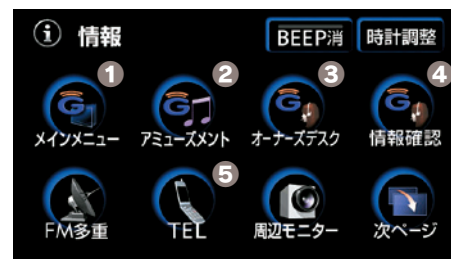 i 情報 BEEP消 時計調整
1 2 3 4
G G G G
メインメニュー アミューズメント オーナーズデスク 情報確認
5
FM多重 TEL 周辺モニター 次ページ